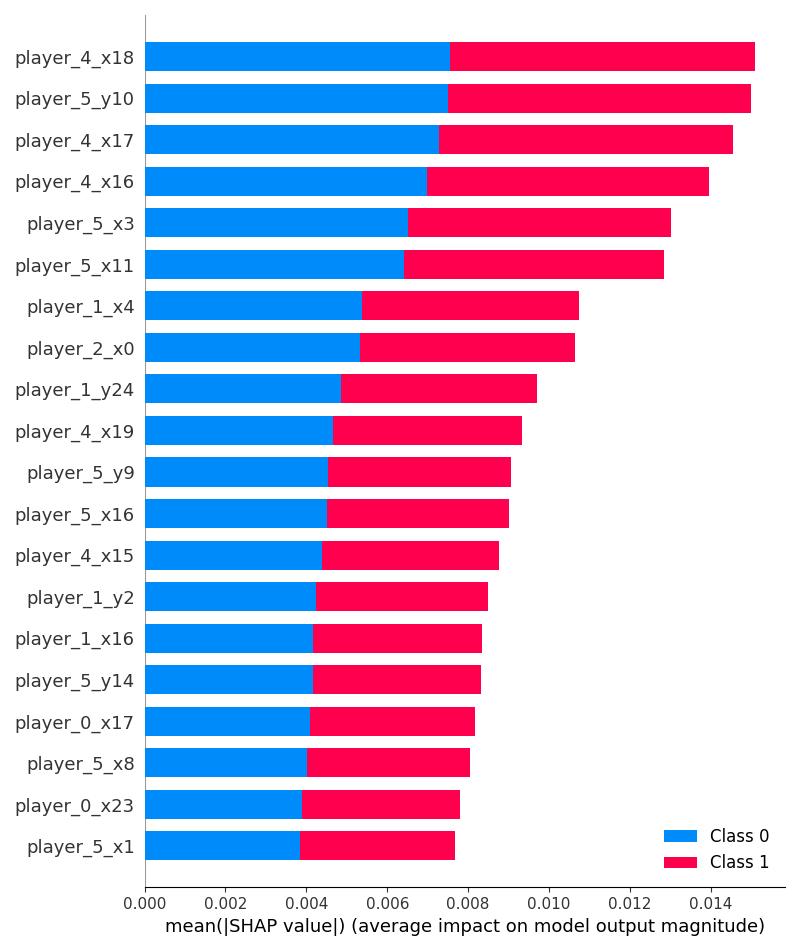 player_4_x18
player_5_y10
player_4_x17
player_4_x16
player_5_x3
player_5_x11
player_1_x4
player_2_x0
player_1_y24
player_4_x19
player_5_y9
player_5_x16
player_4_x15
player_1_y2
player_1_x16
player_5_y14
player_0_x17
player_5_x8
player_0_x23
player_5_x1
Class 0
Class 1
0.000 0.002 0.004 0.006 0.008 0.010 0.012 0.014
mean(|SHAP value|) (average impact on model output magnitude)